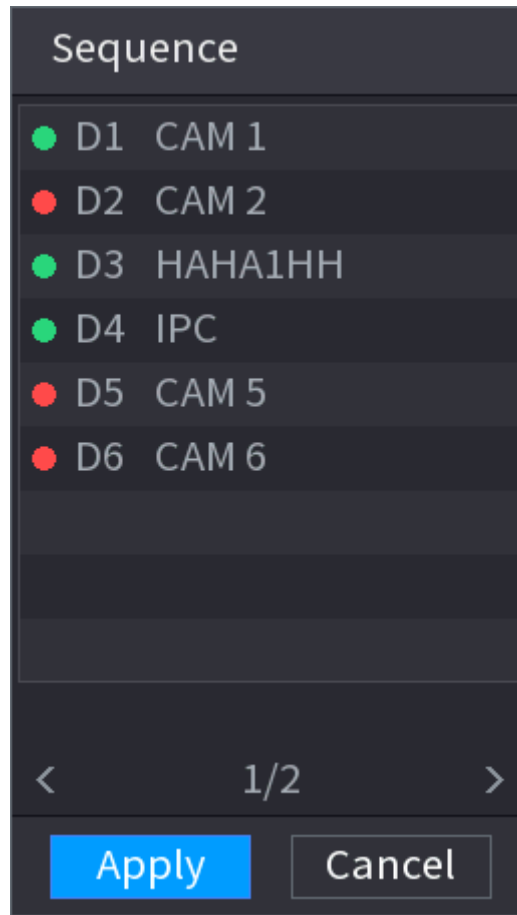 Sequence
D1 CAM 1
D2 CAM 2
D3 HAHA1HH
D4 IPC
D5 CAM 5
D6 CAM 6
< 1/2 >
Apply Cancel